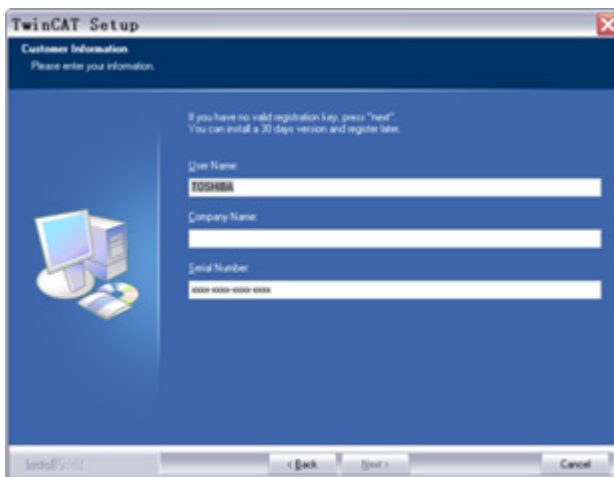 TwinCAT Setup
Customer Information
Please enter your information.
If you have no valid registration key, press "next".
You can install a 30 days version and register later.
User Name:
TOSHIBA
Company Name:
Serial Number:
xxxx-xxxx-xxxx-xxxx
InstallShield
< Back
Next >
Cancel